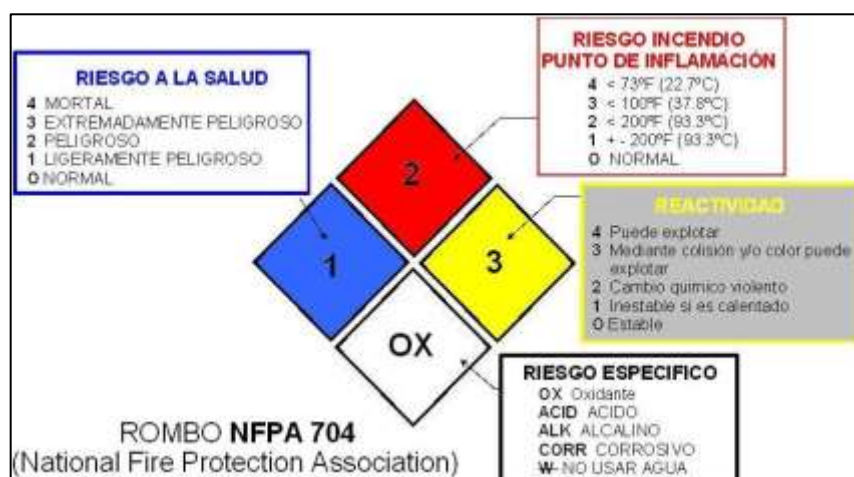 RIESGO A LA SALUD
4 MORTAL
3 EXTREMADAMENTE PELIGROSO
2 PELIGROSO
1 LIGERAMENTE PELIGROSO
0 NORMAL
RIESGO INCENDIO
PUNTO DE INFLAMACIÓN
4 < 73ºF (22.7ºC)
3 < 100ºF (37.8ºC)
2 < 200ºF (93.3ºC)
1 + - 200ºF (93.3ºC)
0 NORMAL
2
1
3
OX
REACTIVIDAD
4 Puede explotar
3 Mediante colisión y/o color puede
explotar
2 Cambio quimico violento
1 Inestable si es calentado
0 Estable
RIESGO ESPECIFICO
OX Oxidante
ACID ACIDO
ALK ALCALINO
CORR CORROSIVO
W NO USAR AGUA
ROMBO NFPA 704
(National Fire Protection Association)